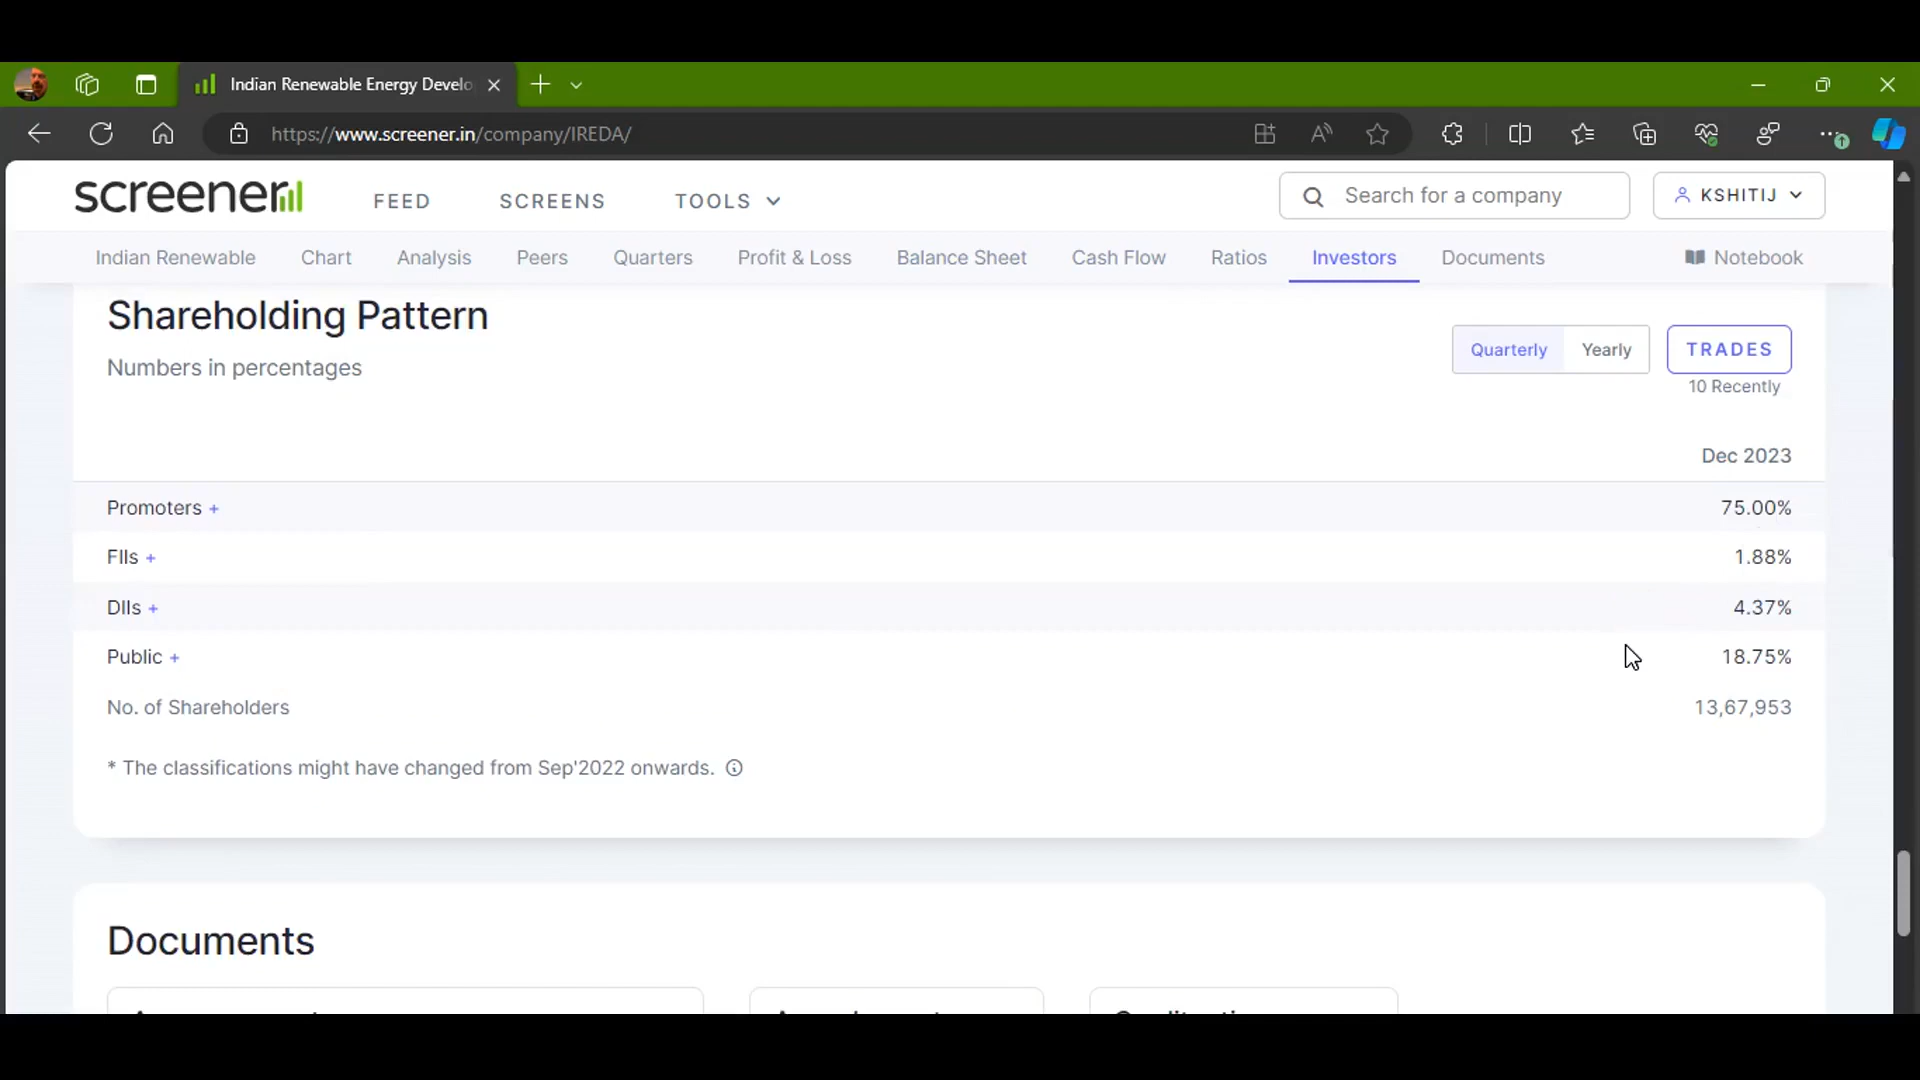 Indian Renewable Energy Develo
https://www.screener.in/company/IREDA/
screener
FEED SCREENS TOOLS
Search for a company
KSHITIJ
Indian Renewable Chart Analysis Peers Quarters Profit & Loss Balance Sheet Cash Flow Ratios Investors Documents Notebook
Shareholding Pattern
Numbers in percentages
Quarterly Yearly TRADES
10 Recently
Dec 2023
Promoters + 75.00%
FIIs + 1.88%
DIIs + 4.37%
Public + 18.75%
No. of Shareholders 13,67,953
* The classifications might have changed from Sep'2022 onwards.
Documents